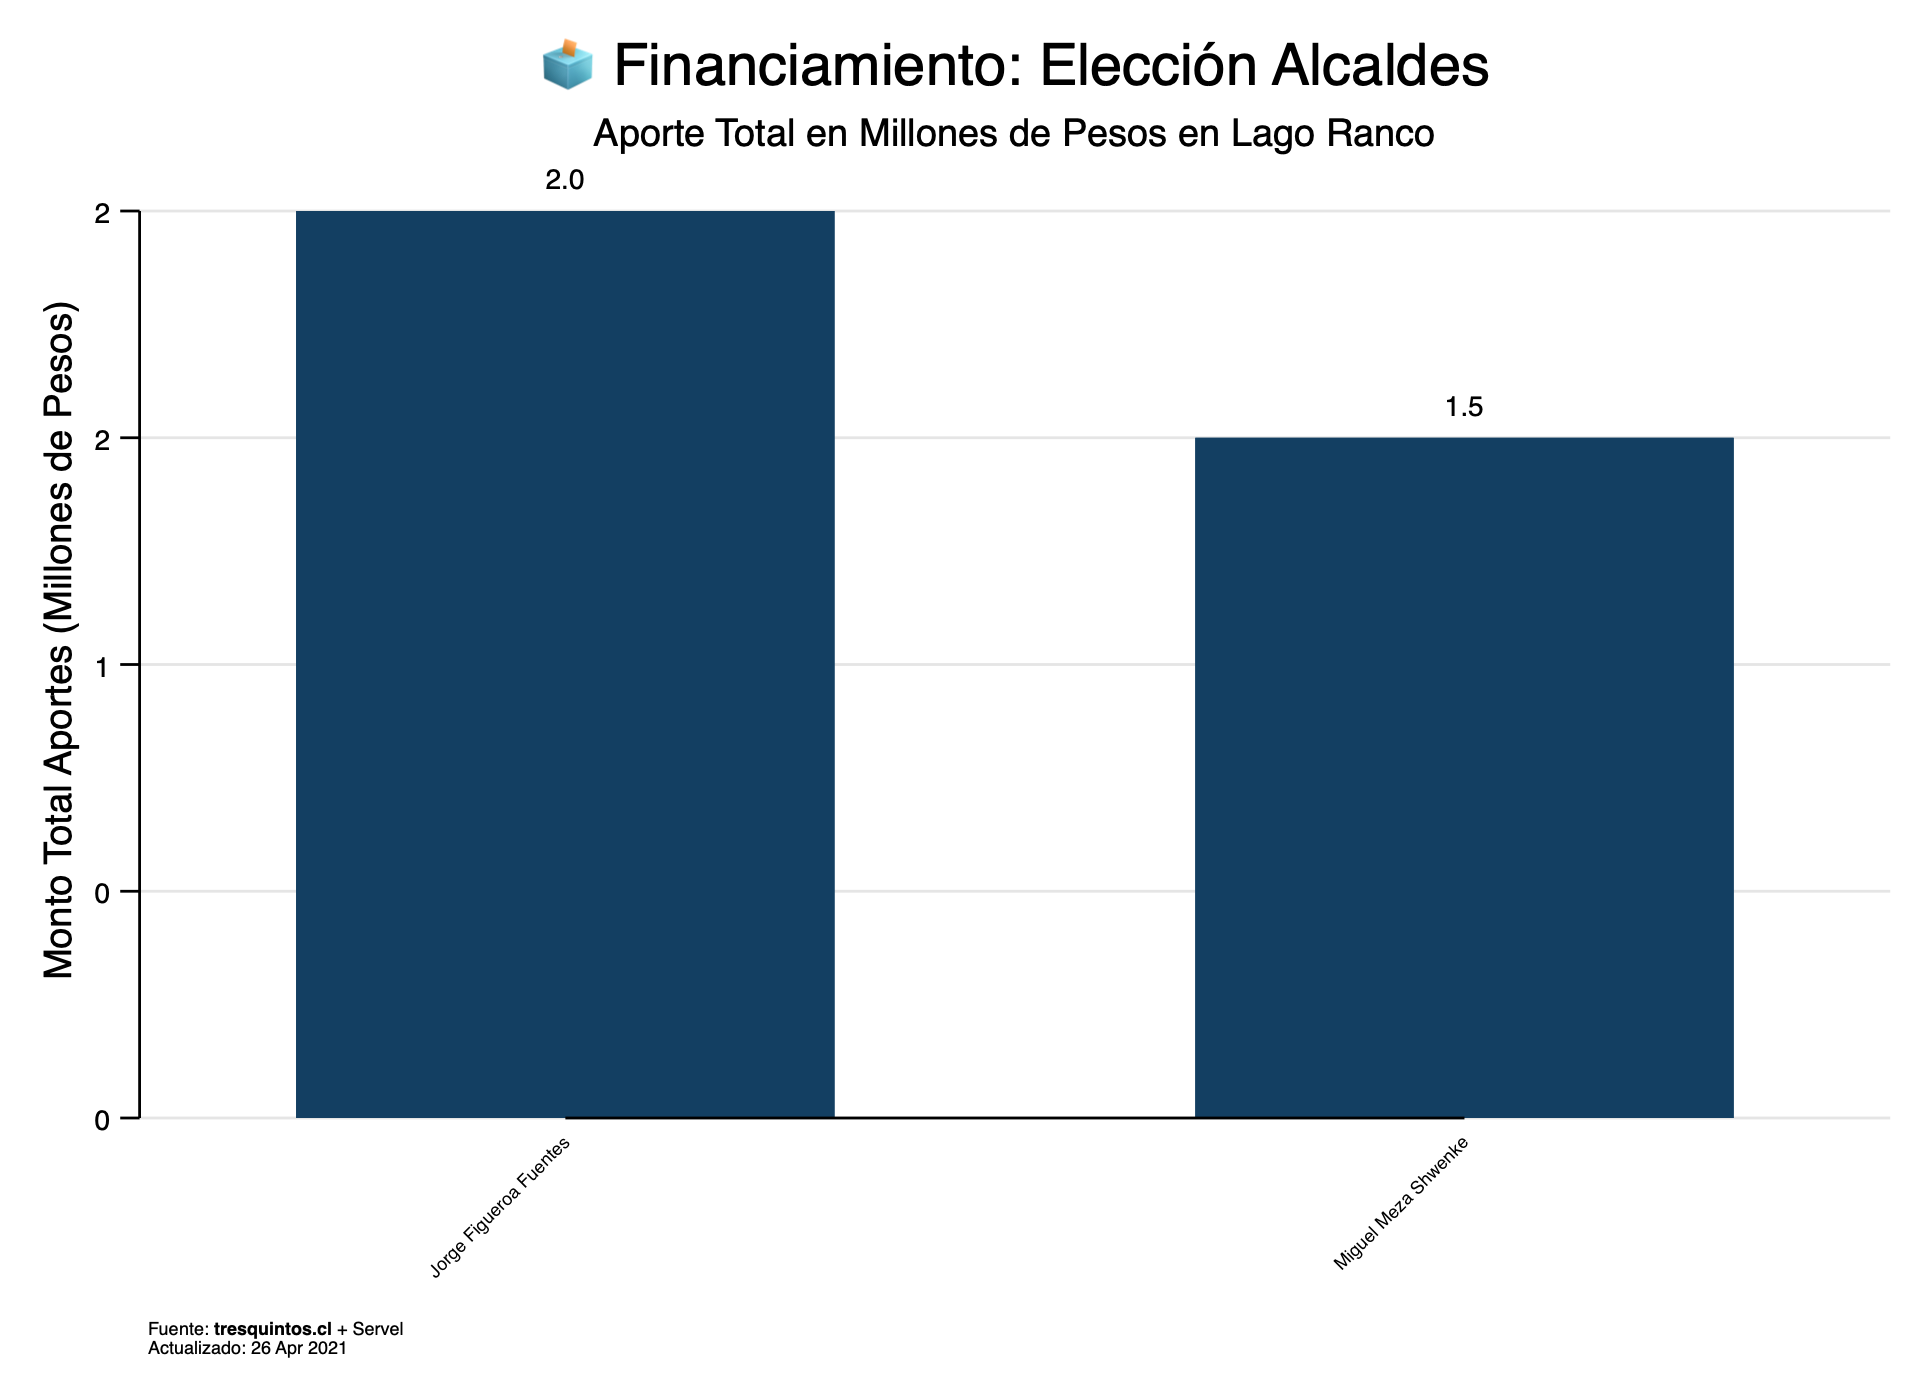 Financiamiento: Elección Alcaldes
Aporte Total en Millones de Pesos en Lago Ranco
Monto Total Aportes (Millones de Pesos)
2
2
1
0
0
2.0
1.5
Jorge Figueroa Fuentes
Miguel Meza Shwenke
Fuente: tresquintos.cl + Servel
Actualizado: 26 Apr 2021